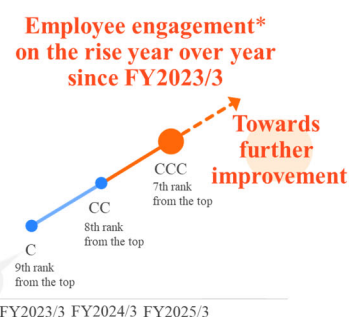 Employee engagement*
on the rise year over year
since FY2023/3
Towards
further
improvement
CCC
7th rank
from the top
CC
8th rank
from the top
C
9th rank
from the top
FY2023/3 FY2024/3 FY2025/3